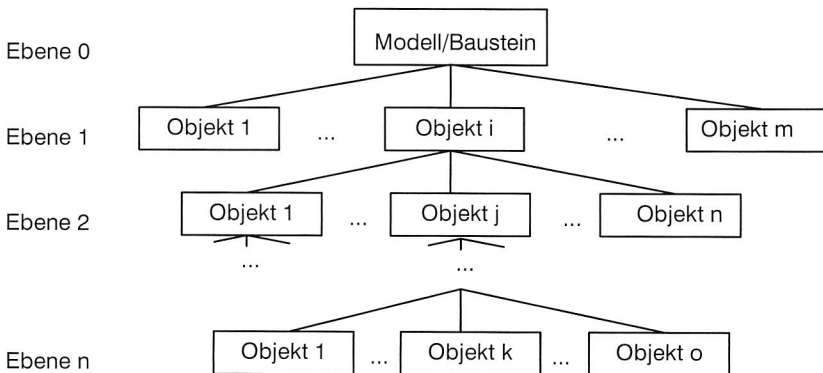 Ebene 0 Modell/Baustein
Ebene 1 Objekt 1 ... Objekt i ... Objekt m
Ebene 2 Objekt 1 ... Objekt j ... Objekt n
... ...
Ebene n Objekt 1 ... Objekt k ... Objekt o